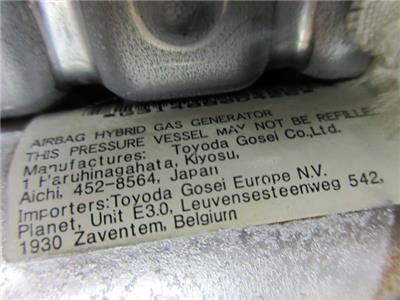 AIRBAG HYBRID GAS GENERATOR
THIS PRESSURE VESSEL MAY NOT BE REFILLE
Manufactures: Toyoda Gosei Co.,Ltd.
1 Haruhinagahata, Kiyosu,
Aichi, 452-8564, Japan
Importers:Toyoda Gosei Europe N.V.
Planet, Unit E3.0, Leuvensesteenweg 542,
1930 Zaventem, Belgiurn